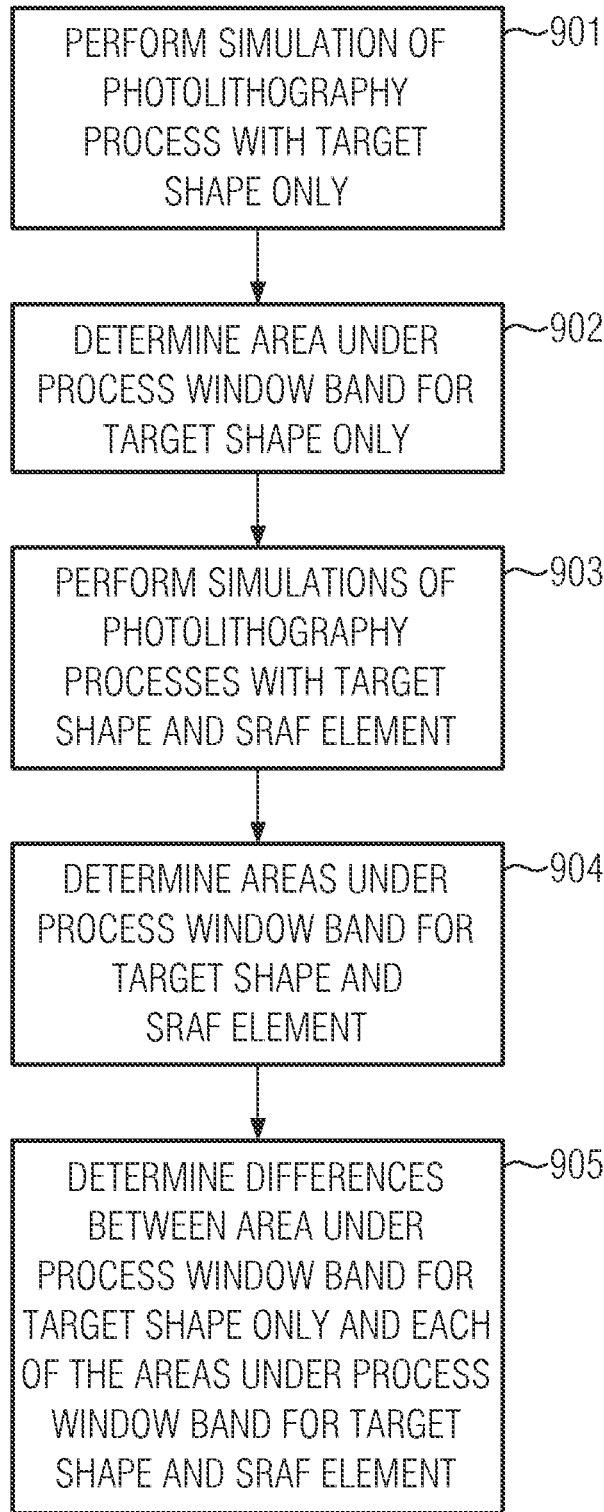 PERFORM SIMULATION OF
PHOTOLITHOGRAPHY
PROCESS WITH TARGET
SHAPE ONLY
901
DETERMINE AREA UNDER
PROCESS WINDOW BAND FOR
TARGET SHAPE ONLY
902
PERFORM SIMULATIONS OF
PHOTOLITHOGRAPHY
PROCESSES WITH TARGET
SHAPE AND SRAF ELEMENT
903
DETERMINE AREAS UNDER
PROCESS WINDOW BAND FOR
TARGET SHAPE AND
SRAF ELEMENT
904
DETERMINE DIFFERENCES
BETWEEN AREA UNDER
PROCESS WINDOW BAND FOR
TARGET SHAPE ONLY AND EACH
OF THE AREAS UNDER PROCESS
WINDOW BAND FOR TARGET
SHAPE AND SRAF ELEMENT
905